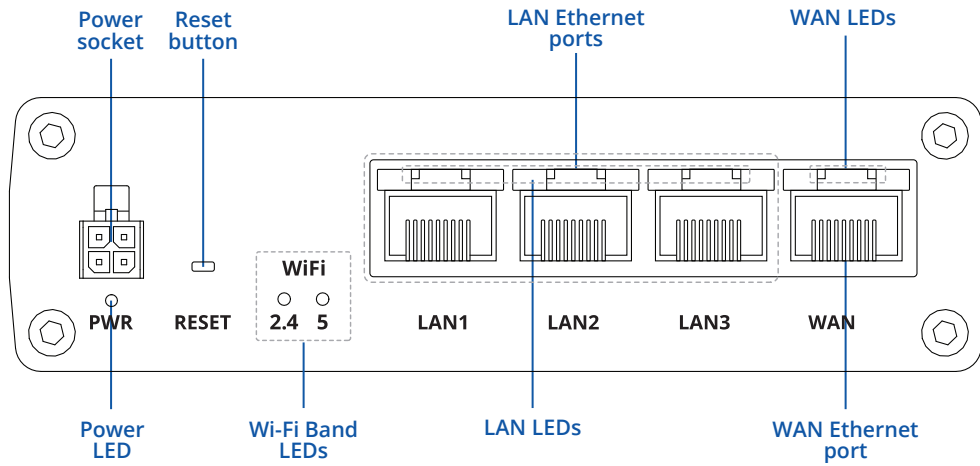 Power
socket
Reset
button
LAN Ethernet
ports
WAN LEDs
WiFi
2.4 5
PWR
RESET
LAN1
LAN2
LAN3
WAN
Power
LED
Wi-Fi Band
LEDs
LAN LEDs
WAN Ethernet
port